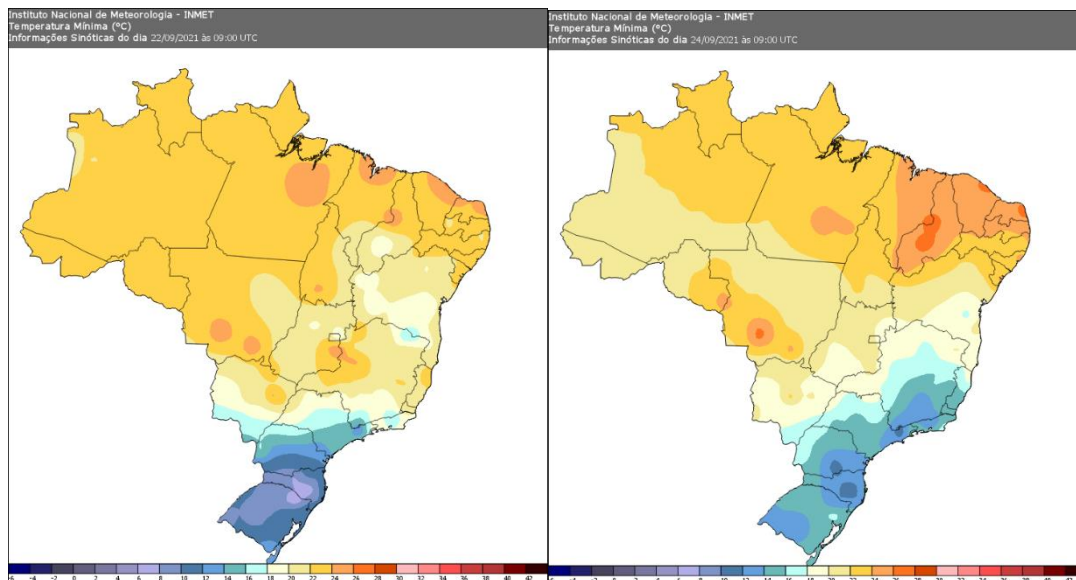 Instituto Nacional de Meteorologia - INMET
Temperatura Mínima (°C)
Informações Sinóticas do dia 22/09/2021 às 09:00 UTC
-6 -4 -2 0 2 4 6 8 10 12 14 16 18 20 22 24 26 28 30 32 34 36 38 40 42
Instituto Nacional de Meteorologia - INMET
Temperatura Mínima (°C)
Informações Sinóticas do dia 24/09/2021 às 09:00 UTC